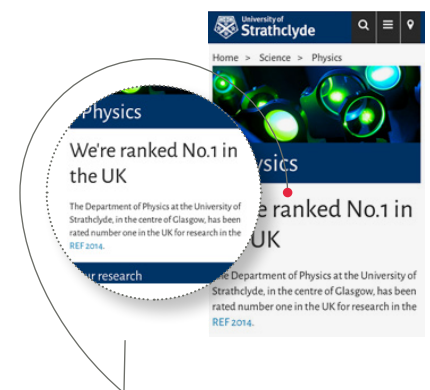 University of
Strathclyde
Home > Science > Physics
Physics
We're ranked No.1 in
the UK
The Department of Physics at the University of
Strathclyde, in the centre of Glasgow, has been
rated number one in the UK for research in the
REF 2014.
ur research
sics
e ranked No.1 in
UK
e Department of Physics at the University of
Strathclyde, in the centre of Glasgow, has been
rated number one in the UK for research in the
REF 2014.